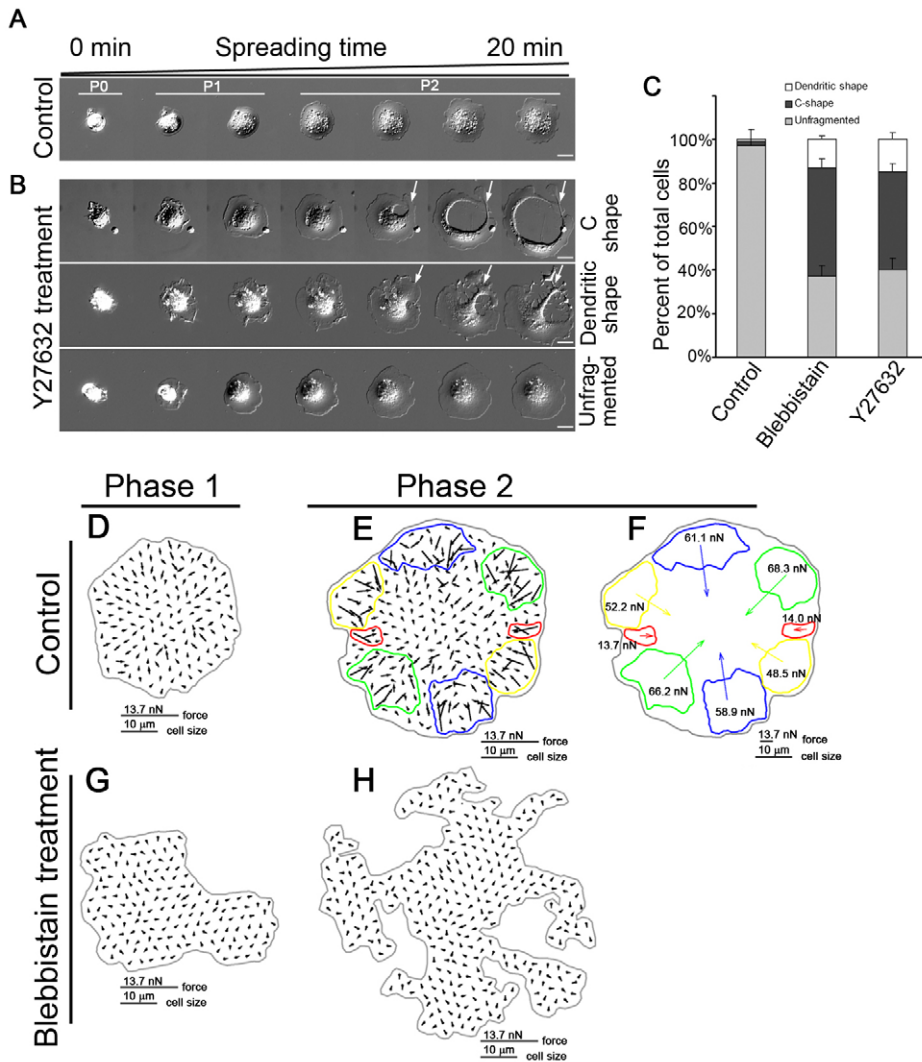 A
0 min Spreading time 20 min
P0 P1 P2
Control
B
Y27632 treatment
C shape
Dendritic shape
Unfrag-
mented
C
Dendritic shape
C-shape
Unfragmented
Percent of total cells
100%
80%
60%
40%
20%
0%
Control
Blebbistain
Y27632
Phase 1
Phase 2
Control
D
13.7 nN force
10 μm cell size
E
13.7 nN force
10 μm cell size
F
61.1 nN
68.3 nN
52.2 nN
14.0 nN
13.7 nN
66.2 nN
48.5 nN
58.9 nN
13.7 nN force
10 μm cell size
Blebbistain treatment
G
13.7 nN force
10 μm cell size
H
13.7 nN force
10 μm cell size